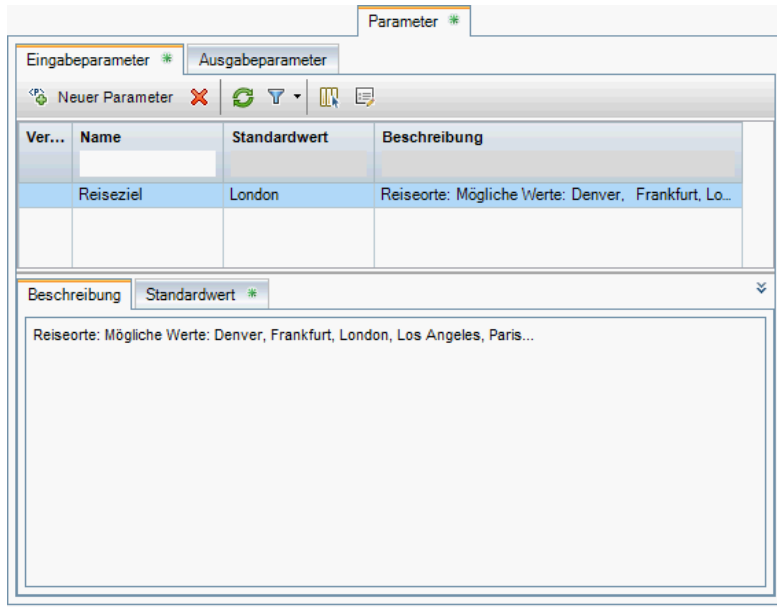 Parameter *
Eingabeparameter * Ausgabeparameter
Neuer Parameter
Ver... Name Standardwert Beschreibung
Reiseziel London Reiseorte: Mögliche Werte: Denver, Frankfurt, Lo...
Beschreibung Standardwert *
Reiseorte: Mögliche Werte: Denver, Frankfurt, London, Los Angeles, Paris...